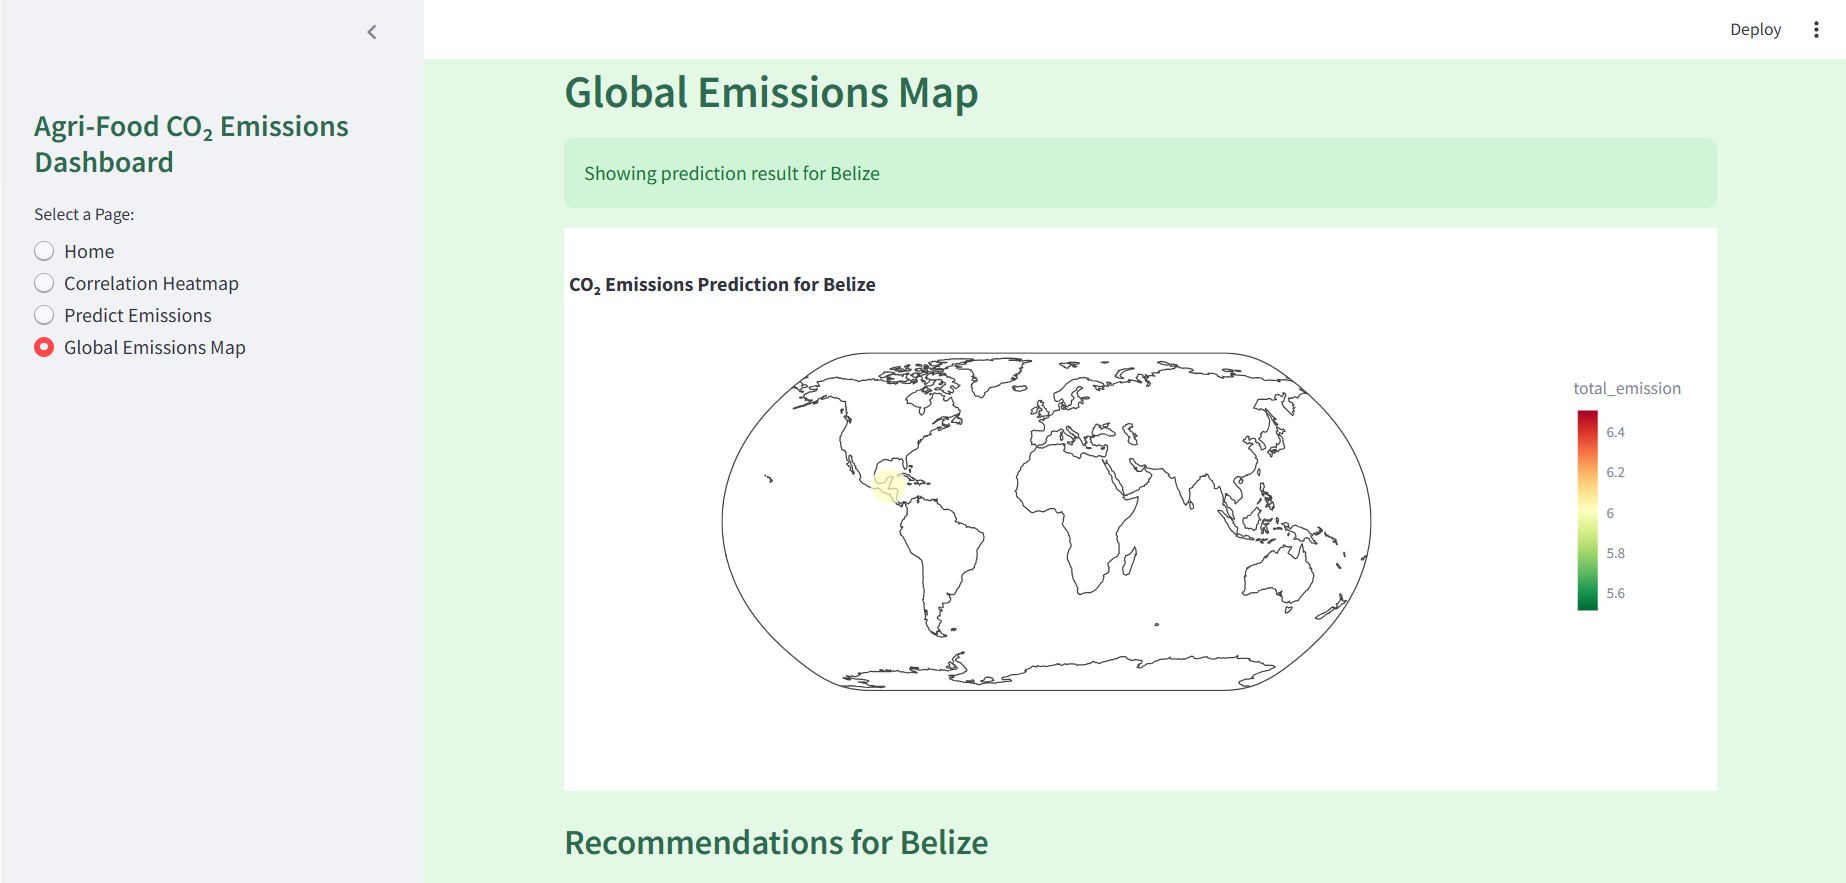 Deploy
Agri-Food CO₂ Emissions
Dashboard
Select a Page:
Home
Correlation Heatmap
Predict Emissions
Global Emissions Map
Global Emissions Map
Showing prediction result for Belize
CO₂ Emissions Prediction for Belize
total_emission
6.4
6.2
6
5.8
5.6
Recommendations for Belize